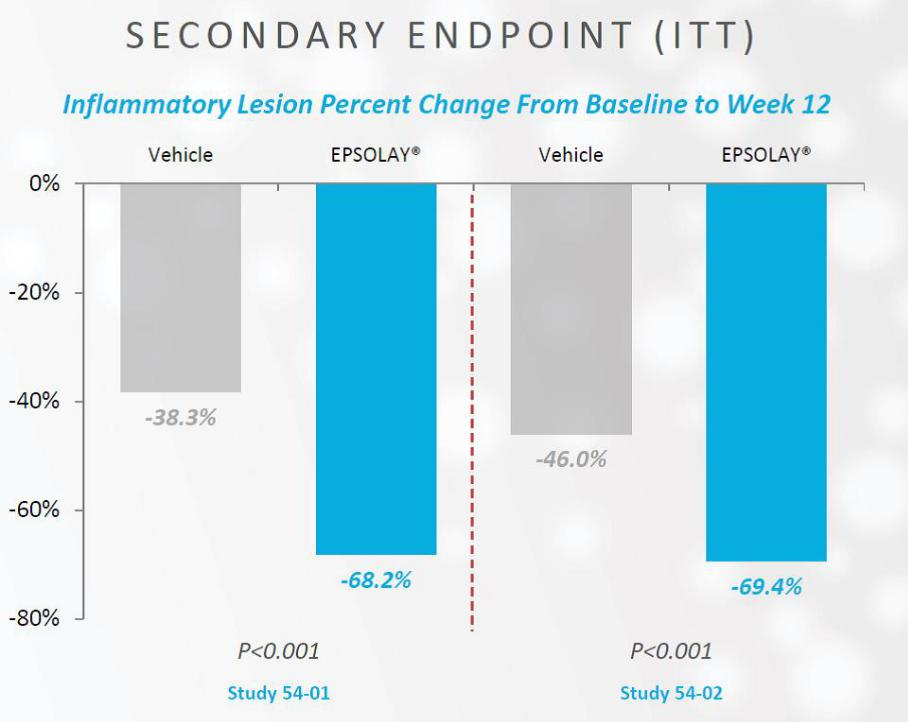 SECONDARY ENDPOINT (ITT)
Inflammatory Lesion Percent Change From Baseline to Week 12
Vehicle EPSOLAY® Vehicle EPSOLAY®
0%
-20%
-40%
-38.3%
-46.0%
-60%
-68.2%
-69.4%
-80%
P<0.001 P<0.001
Study 54-01 Study 54-02